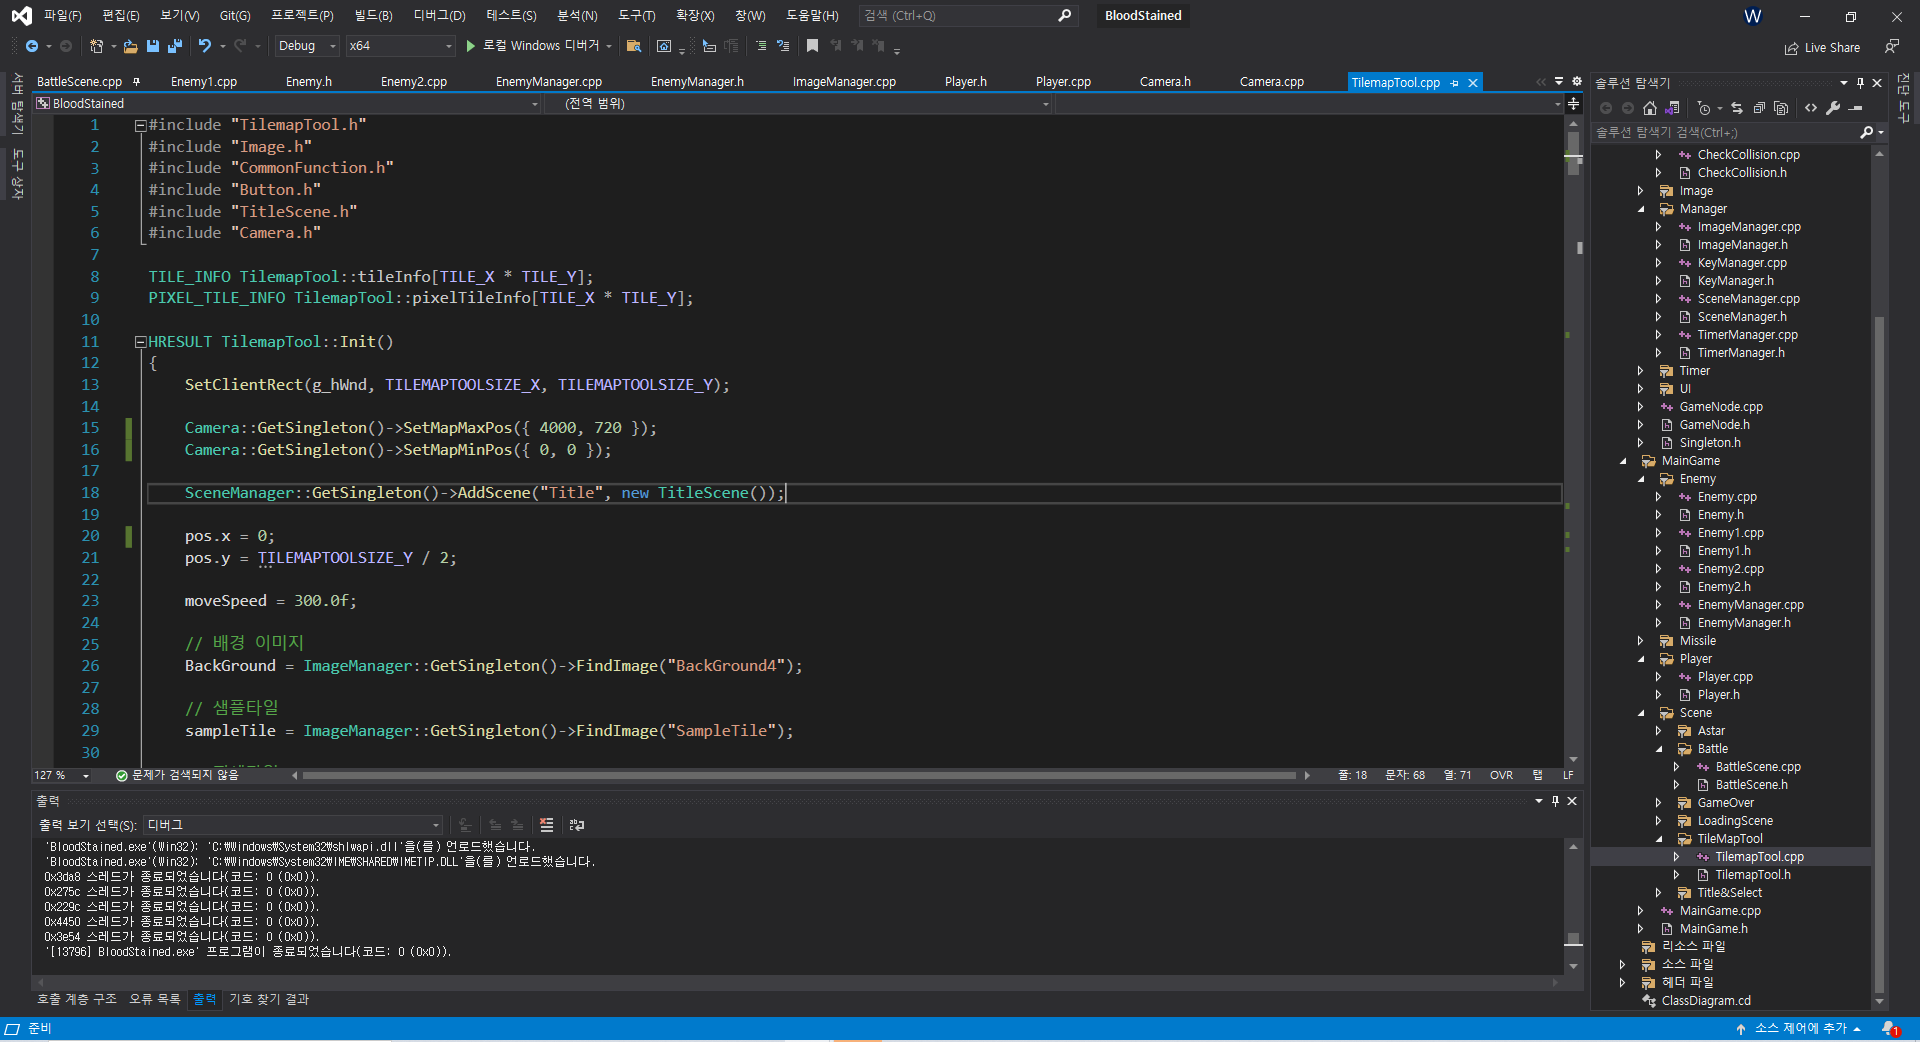 파일(F) 편집(E) 보기(V) Git(G) 프로젝트(P) 빌드(B) 디버그(D) 테스트(S) 분석(N) 도구(T) 확장(X) 창(W) 도움말(H) 검색 (Ctrl+Q) BloodStained W
Debug x64 로컬 Windows 디버거 Live Share
서버 탐색기
도구 상자
BattleScene.cpp Enemy1.cpp Enemy.h Enemy2.cpp EnemyManager.cpp EnemyManager.h ImageManager.cpp Player.h Player.cpp Camera.h Camera.cpp TilemapTool.cpp
BloodStained (전역 범위)
1 #include "TilemapTool.h"
2 #include "Image.h"
3 #include "CommonFunction.h"
4 #include "Button.h"
5 #include "TitleScene.h"
6 #include "Camera.h"
7
8 TILE_INFO TilemapTool::tileInfo[TILE_X * TILE_Y];
9 PIXEL_TILE_INFO TilemapTool::pixelTileInfo[TILE_X * TILE_Y];
10
11 HRESULT TilemapTool::Init()
12 {
13 SetClientRect(g_hWnd, TILEMAPTOOLSIZE_X, TILEMAPTOOLSIZE_Y);
14
15 Camera::GetSingleton()->SetMapMaxPos({ 4000, 720 });
16 Camera::GetSingleton()->SetMapMinPos({ 0, 0 });
17
18 SceneManager::GetSingleton()->AddScene("Title", new TitleScene());
19
20 pos.x = 0;
21 pos.y = TILEMAPTOOLSIZE_Y / 2;
22
23 moveSpeed = 300.0f;
24
25 // 배경 이미지
26 BackGround = ImageManager::GetSingleton()->FindImage("BackGround4");
27
28 // 샘플타일
29 sampleTile = ImageManager::GetSingleton()->FindImage("SampleTile");
30
127 % 문제가 검색되지 않음 줄: 18 문자: 68 열: 71 OVR 탭 LF
출력
출력 보기 선택(S): 디버그
'BloodStained.exe'(Win32): 'C:\Windows\System32\shlwapi.dll'을(를) 언로드했습니다.
'BloodStained.exe'(Win32): 'C:\Windows\System32\IME\SHARED\IMETIP.DLL'을(를) 언로드했습니다.
0x3da8 스레드가 종료되었습니다(코드: 0 (0x0)).
0x275c 스레드가 종료되었습니다(코드: 0 (0x0)).
0x229c 스레드가 종료되었습니다(코드: 0 (0x0)).
0x4450 스레드가 종료되었습니다(코드: 0 (0x0)).
0x3e54 스레드가 종료되었습니다(코드: 0 (0x0)).
'[13796] BloodStained.exe' 프로그램이 종료되었습니다(코드: 0 (0x0)).
호출 계층 구조 오류 목록 출력 기호 찾기 결과
솔루션 탐색기
솔루션 탐색기 검색(Ctrl+;)
CheckCollision.cpp
CheckCollision.h
Image
Manager
ImageManager.cpp
ImageManager.h
KeyManager.cpp
KeyManager.h
SceneManager.cpp
SceneManager.h
TimerManager.cpp
TimerManager.h
Timer
UI
GameNode.cpp
GameNode.h
Singleton.h
MainGame
Enemy
Enemy.cpp
Enemy.h
Enemy1.cpp
Enemy1.h
Enemy2.cpp
Enemy2.h
EnemyManager.cpp
EnemyManager.h
Missile
Player
Player.cpp
Player.h
Scene
Astar
Battle
BattleScene.cpp
BattleScene.h
GameOver
LoadingScene
TileMapTool
TilemapTool.cpp
TilemapTool.h
Title&Select
MainGame.cpp
MainGame.h
리소스 파일
소스 파일
헤더 파일
ClassDiagram.cd
진단 도구
준비 소스 제어에 추가 1